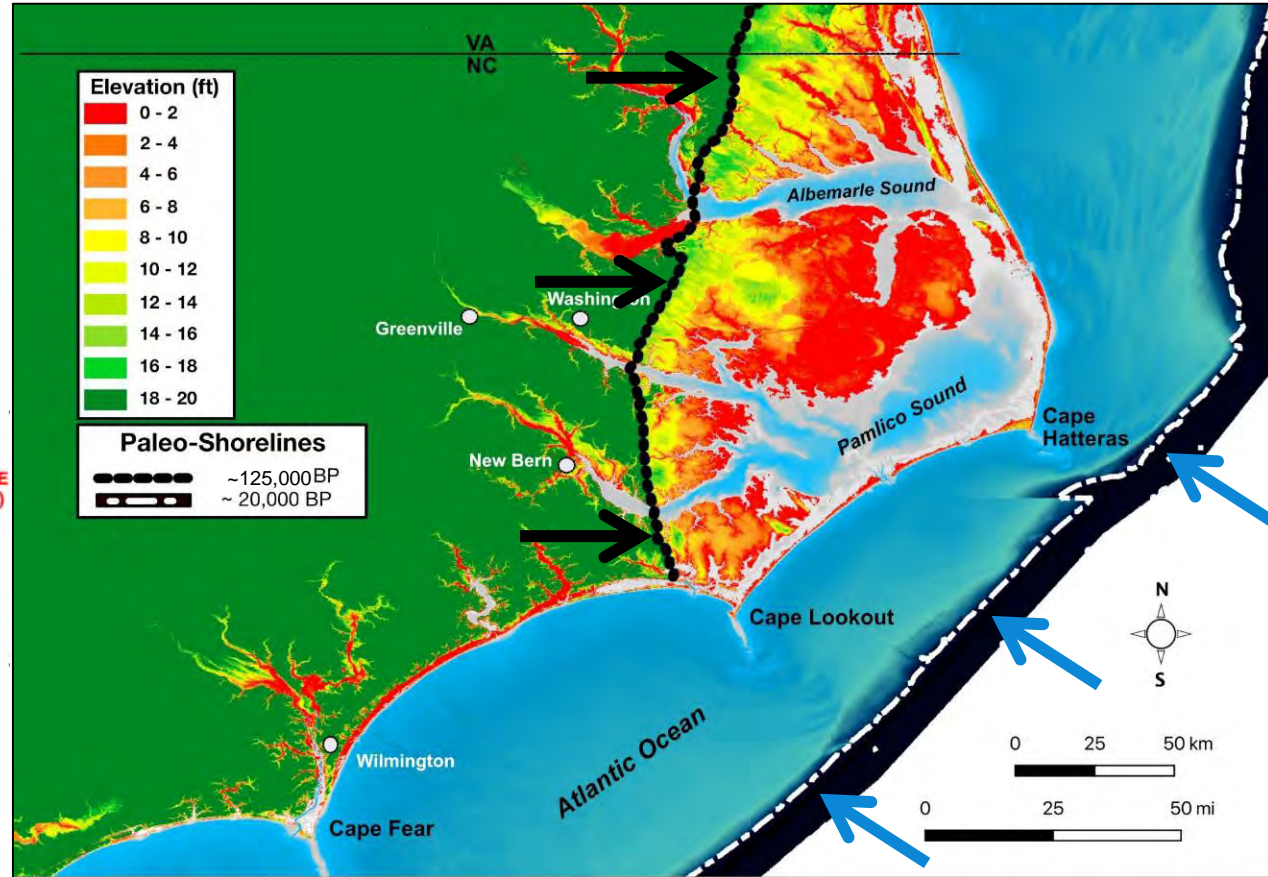 VA
NC
Elevation (ft)
0 - 2
2 - 4
4 - 6
6 - 8
8 - 10
10 - 12
12 - 14
14 - 16
16 - 18
18 - 20
Paleo-Shorelines
~125,000 BP
~ 20,000 BP
E
)
Albemarle Sound
Washington
Greenville
Pamlico Sound
Cape
Hatteras
New Bern
Cape Lookout
N
S
Atlantic Ocean
Wilmington
Cape Fear
0 25 50 km
0 25 50 mi